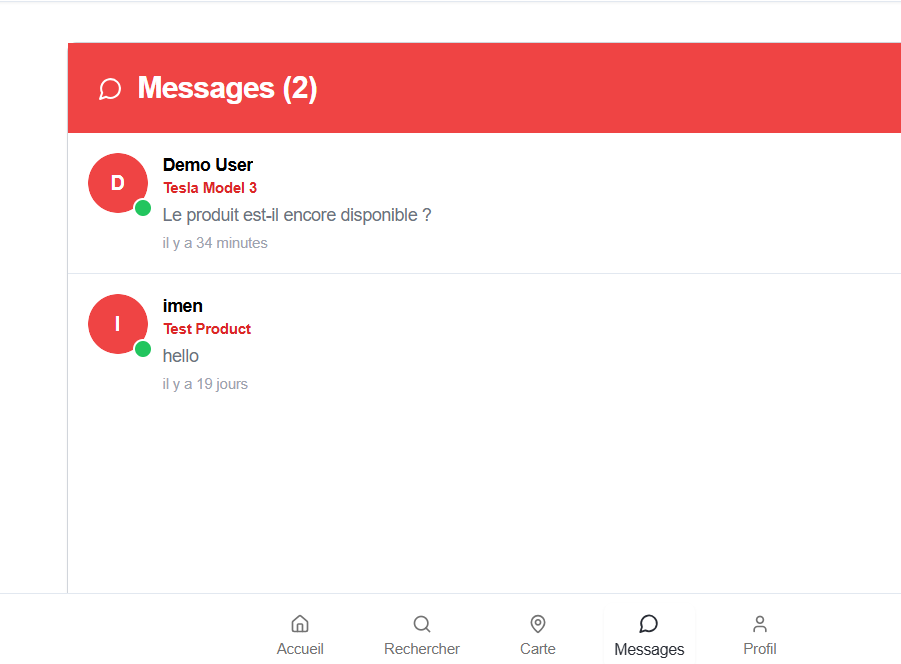 Messages (2)
D
Demo User
Tesla Model 3
Le produit est-il encore disponible ?
il y a 34 minutes
I
imen
Test Product
hello
il y a 19 jours
Accueil
Rechercher
Carte
Messages
Profil